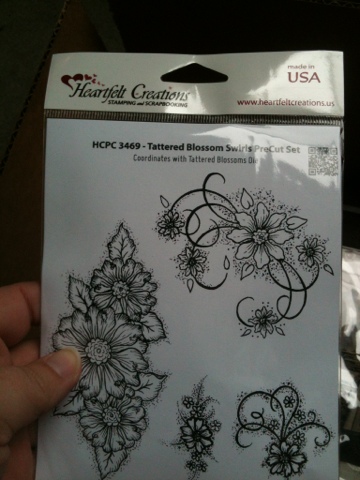 Heartfelt Creations
STAMPING and SCRAPBOOKING
made in
USA
www.heartfeltcreations.us
HCPC 3469 - Tattered Blossom Swirls PreCut Set
Coordinates with Tattered Blossoms Die